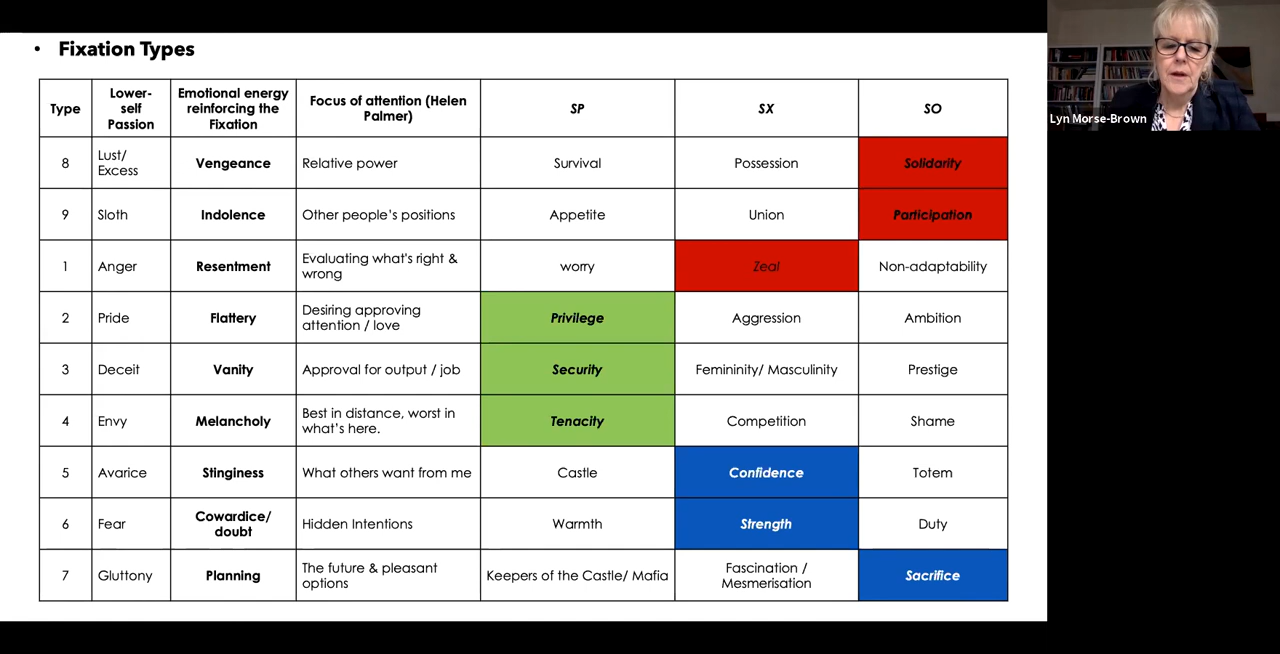 • Fixation Types
Type
Lower-
self
Passion
Emotional energy
reinforcing the
Fixation
Focus of attention (Helen
Palmer)
SP
SX
SO
8
Lust/
Excess
Vengeance
Relative power
Survival
Possession
Solidarity
9
Sloth
Indolence
Other people's positions
Appetite
Union
Participation
1
Anger
Resentment
Evaluating what's right &
wrong
worry
Zeal
Non-adaptability
2
Pride
Flattery
Desiring approving
attention / love
Privilege
Aggression
Ambition
3
Deceit
Vanity
Approval for output / job
Security
Femininity/ Masculinity
Prestige
4
Envy
Melancholy
Best in distance, worst in
what's here.
Tenacity
Competition
Shame
5
Avarice
Stinginess
What others want from me
Castle
Confidence
Totem
6
Fear
Cowardice/
doubt
Hidden Intentions
Warmth
Strength
Duty
7
Gluttony
Planning
The future & pleasant
options
Keepers of the Castle/ Mafia
Fascination /
Mesmerisation
Sacrifice
Lyn Morse-Brown